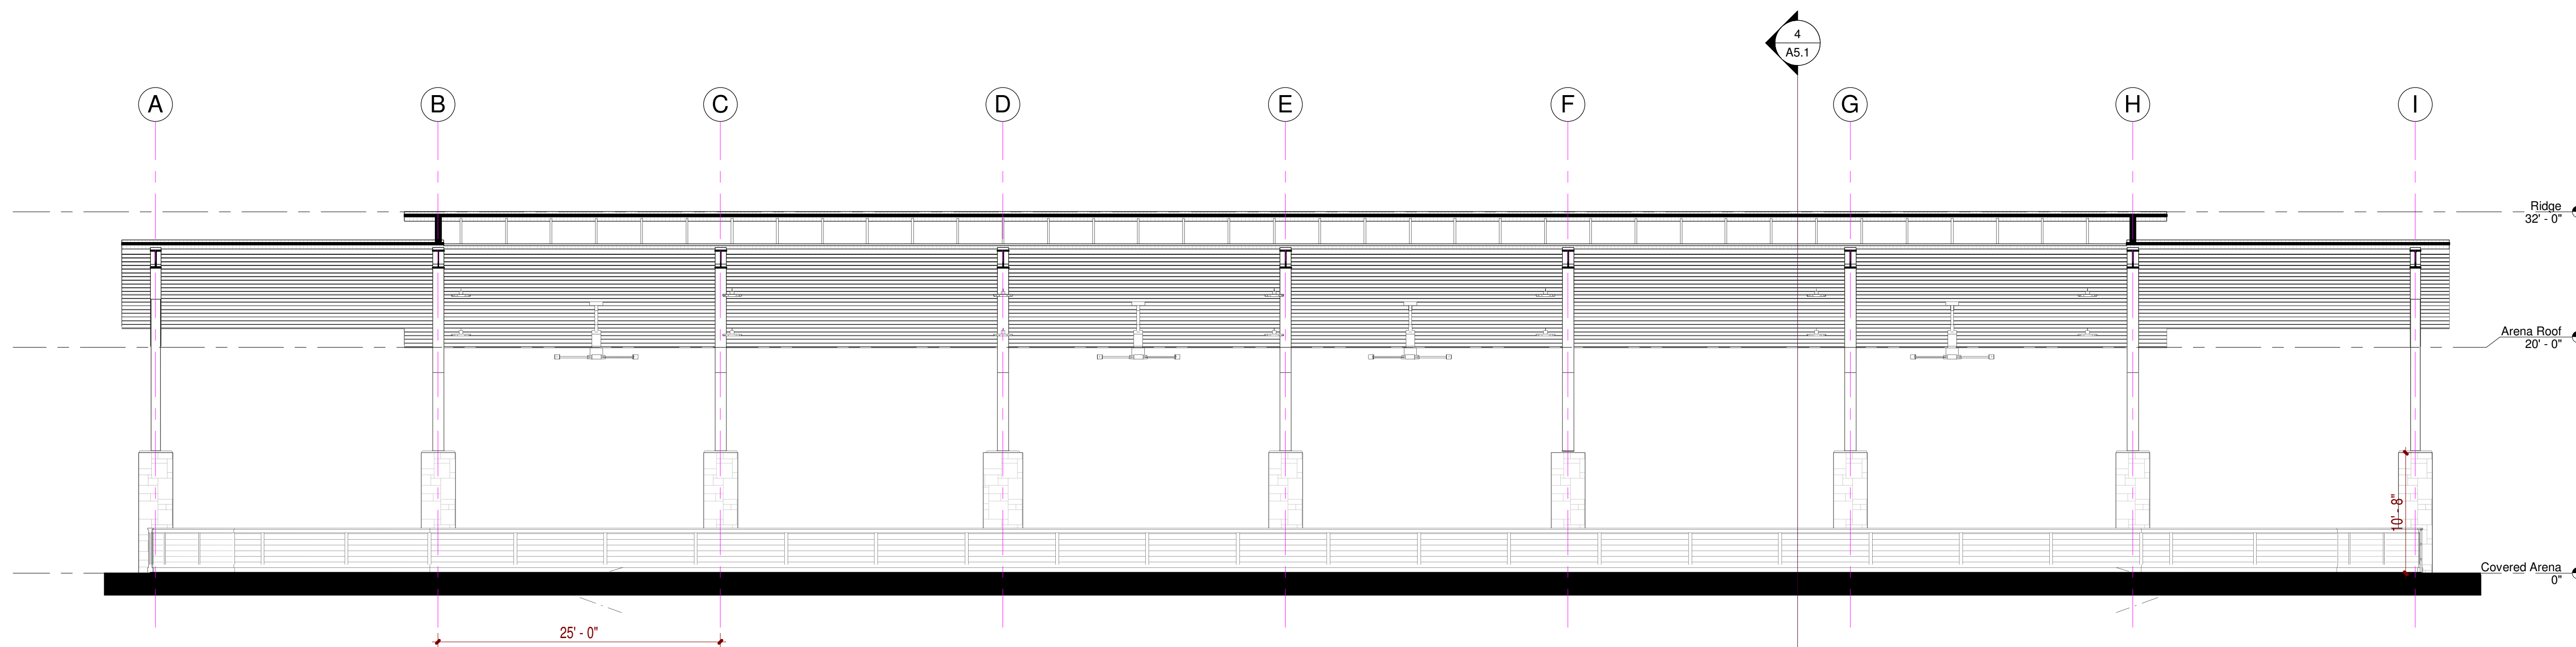 4
A5.1
A
B
C
D
E
F
G
H
I
Ridge
32' - 0"
Arena Roof
20' - 0"
10' - 8"
Covered Arena
0"
25' - 0"